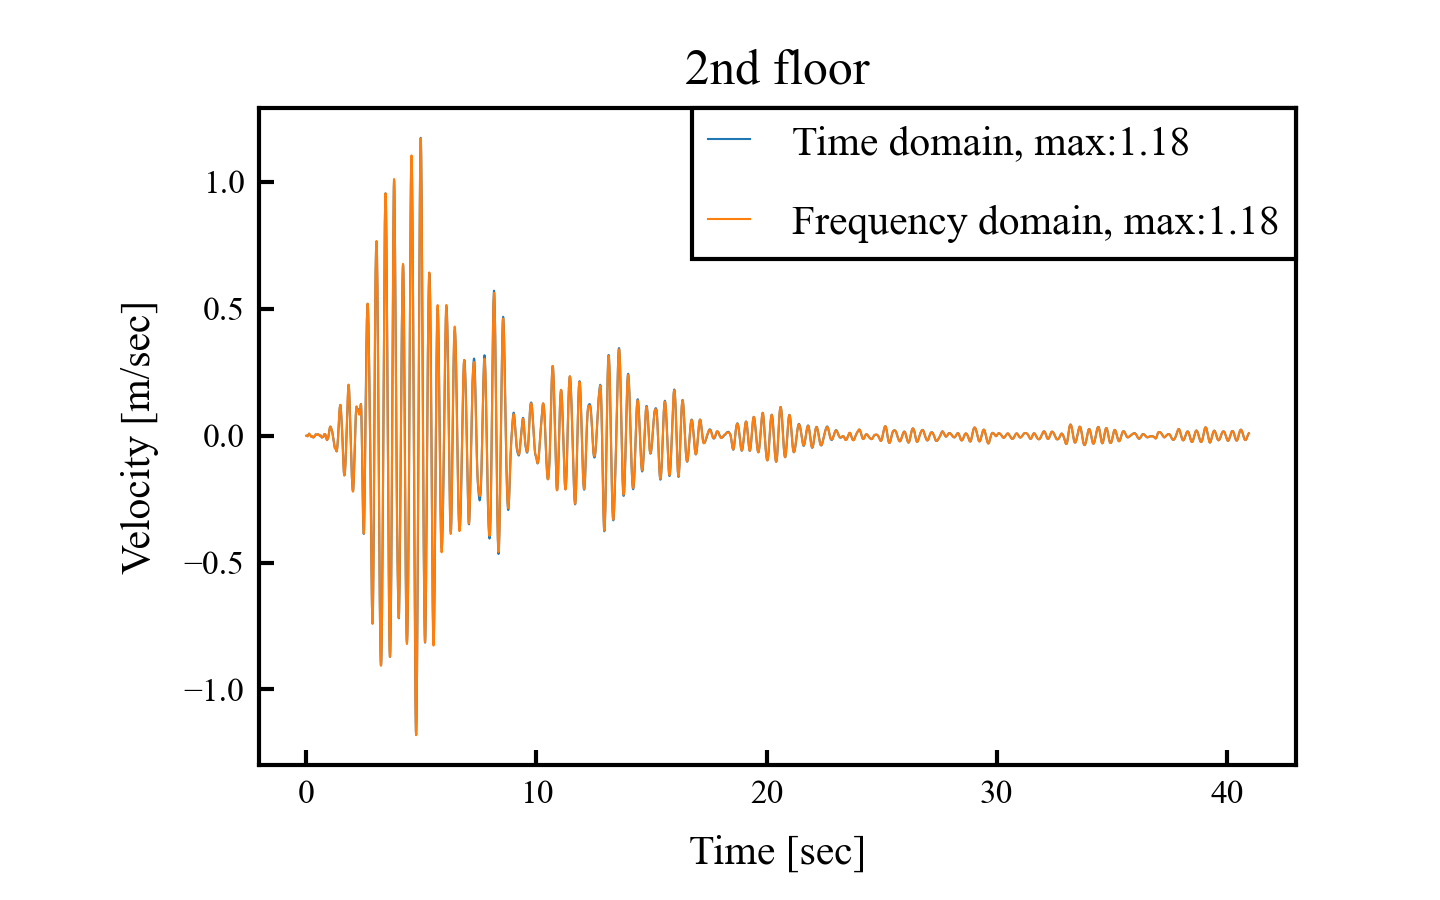 2nd floor
Time domain, max:1.18
Frequency domain, max:1.18
1.0
0.5
0.0
−0.5
−1.0
Velocity [m/sec]
0 10 20 30 40
Time [sec]